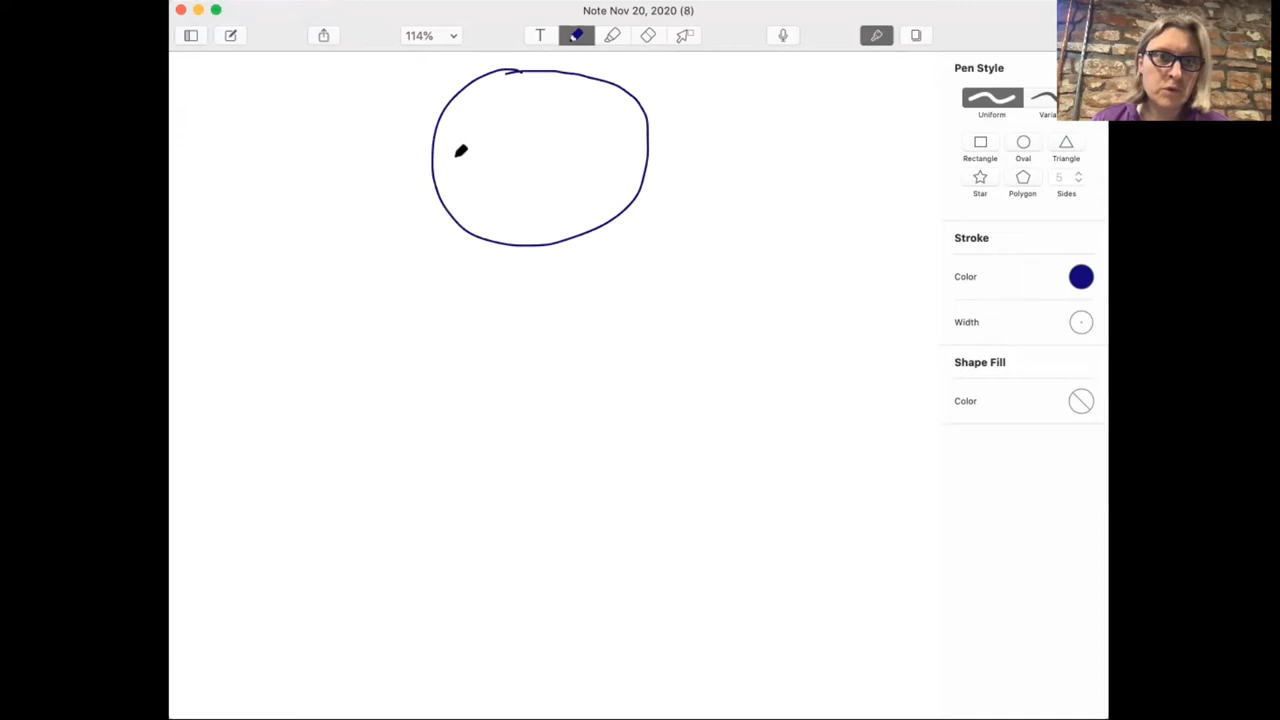 Note Nov 20, 2020 (8)
114%
T
Pen Style
Uniform
Varia
Rectangle
Oval
Triangle
5
Star
Polygon
Sides
Stroke
Color
Width
Shape Fill
Color